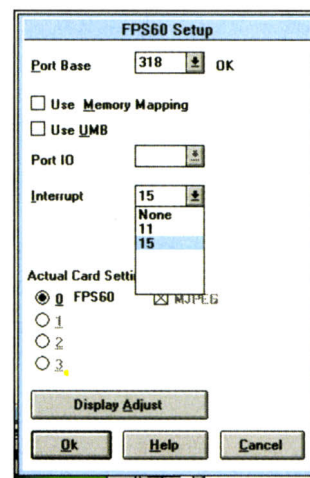 FPS60 Setup
Port Base 318 OK
Use Memory Mapping
Use UMB
Port IO
Interrupt 15
None
11
15
Actual Card Setti
0 FPS60 MJPEG
1
2
3
Display Adjust
Ok Help Cancel